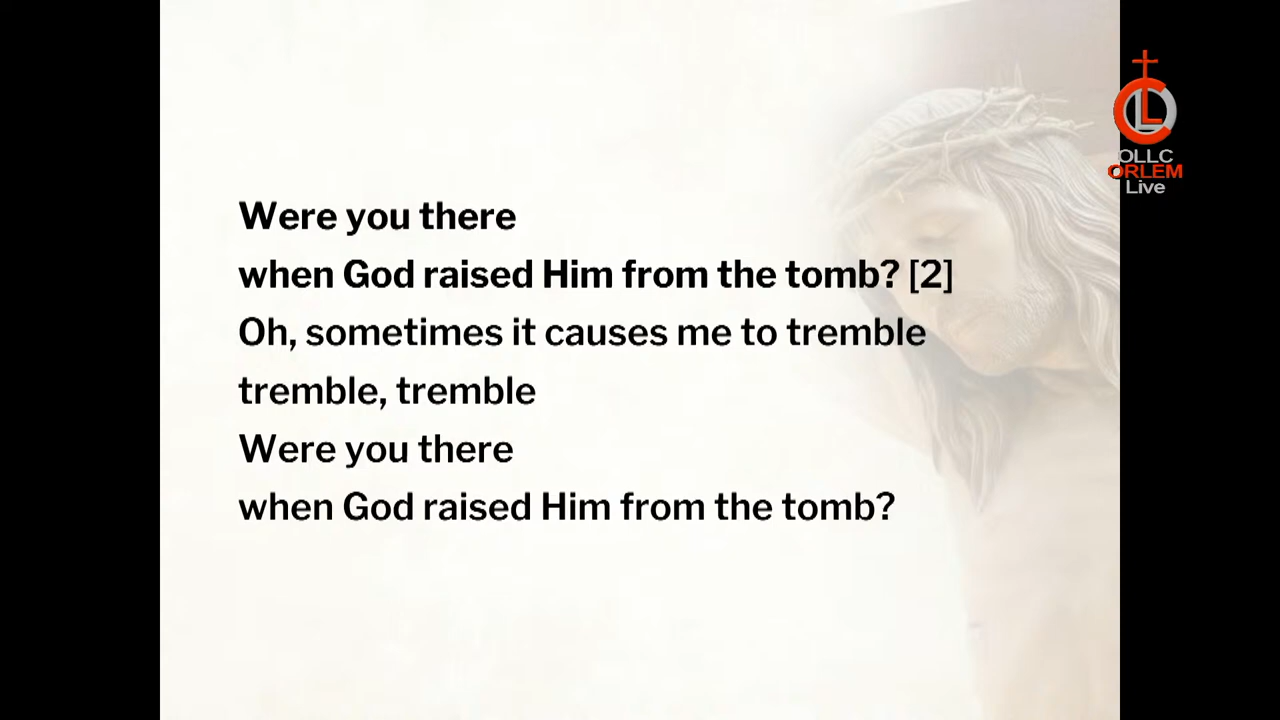 Were you there
when God raised Him from the tomb? [2]
Oh, sometimes it causes me to tremble
tremble, tremble
Were you there
when God raised Him from the tomb?
OLLC
ORLEM
Live